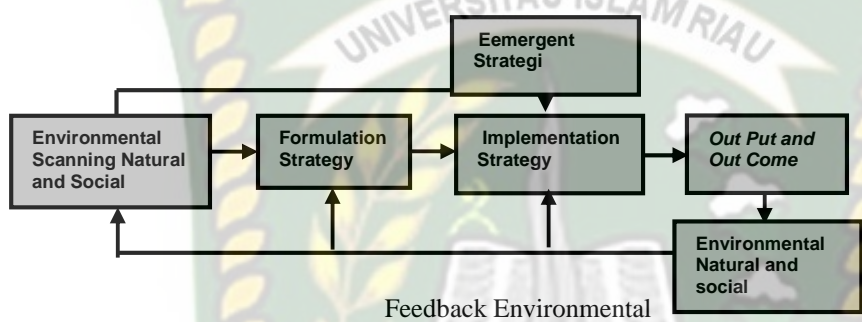 UNIVERSITAS ISLAM RIAU
Eemergent
Strategi
Environmental
Scanning Natural
and Social
Formulation
Strategy
Implementation
Strategy
Out Put and
Out Come
Environmental
Natural and
social
Feedback Environmental